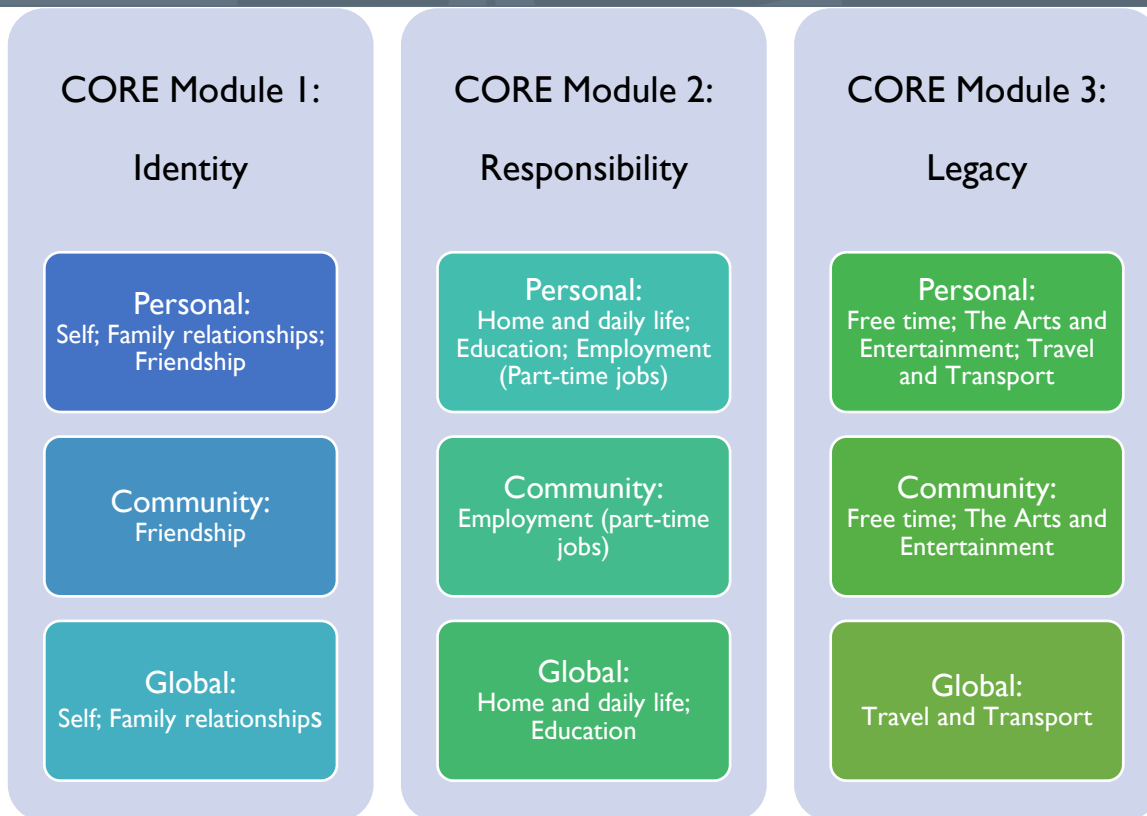 CORE Module 1:
Identity
Personal:
Self; Family relationships;
Friendship
Community:
Friendship
Global:
Self; Family relationships
CORE Module 2:
Responsibility
Personal:
Home and daily life;
Education; Employment
(Part-time jobs)
Community:
Employment (part-time
jobs)
Global:
Home and daily life;
Education
CORE Module 3:
Legacy
Personal:
Free time; The Arts and
Entertainment; Travel
and Transport
Community:
Free time; The Arts and
Entertainment
Global:
Travel and Transport